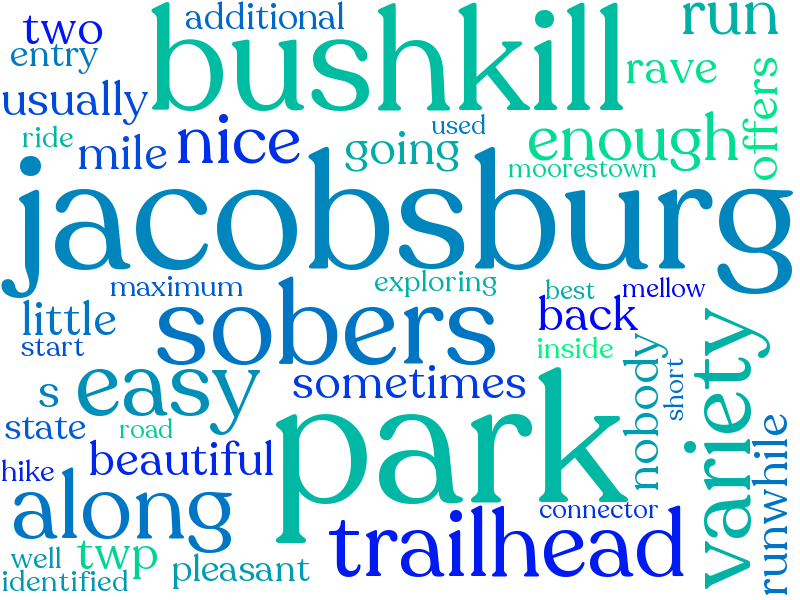 two
additional
bushkill
run
entry
rave
usually
offers
ride
mile
nice
going
used
enough
moorestown
jacobsburg
maximum
exploring
best
mellow
little
sobers
back
start
inside
nobody
short
variety
s
easy
sometimes
state
road
park
runwhile
hike
beautiful
along
connector
trailhead
well
twp
pleasant
identified